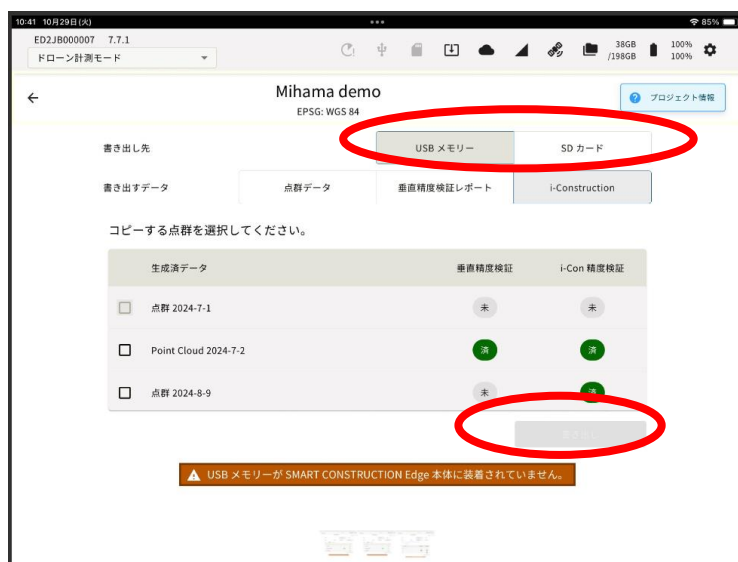 10:41 10月29日(火) 85%
ED2JB000007 7.7.1
ドローン計測モード
38GB
/198GB
100%
100%
Mihama demo
EPSG: WGS 84
プロジェクト情報
書き出し先 USB メモリー SD カード
書き出すデータ 点群データ 垂直精度検証レポート i-Construction
コピーする点群を選択してください。
生成済データ 垂直精度検証 i-Con 精度検証
点群 2024-7-1 未 未
Point Cloud 2024-7-2 済 済
点群 2024-8-9 未 済
書き出し
USB メモリーが SMART CONSTRUCTION Edge 本体に装着されていません。